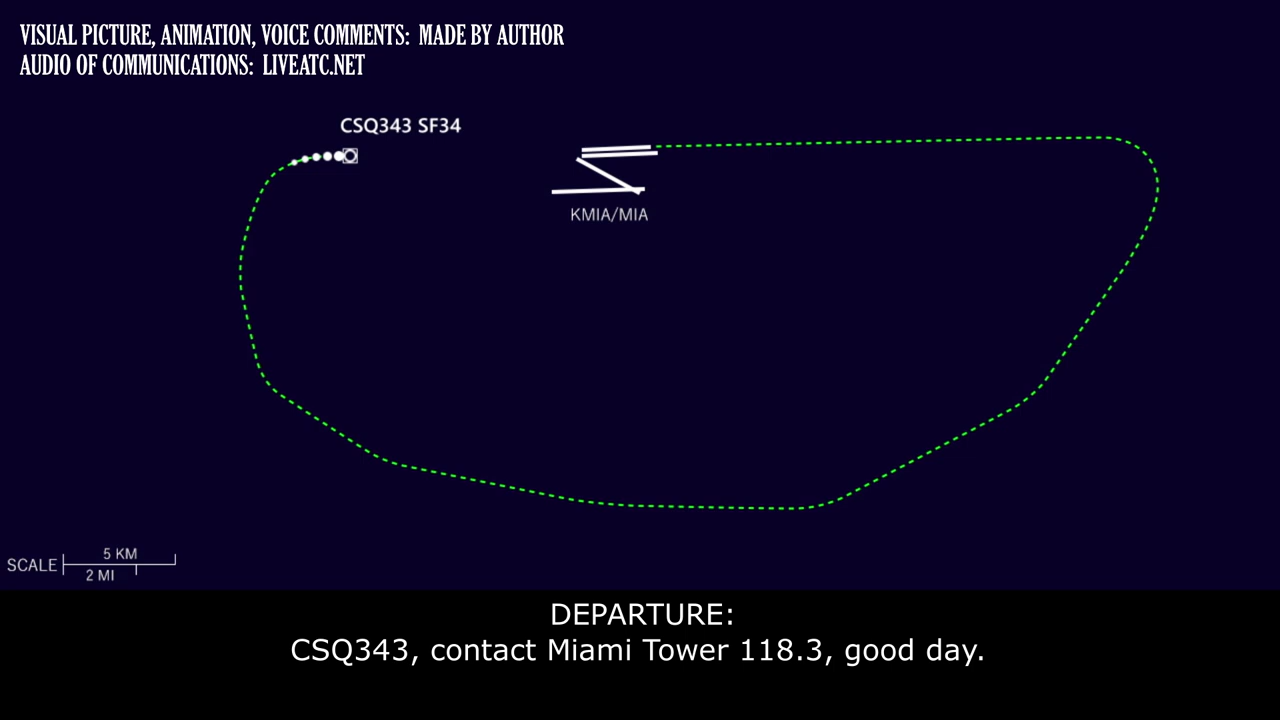 VISUAL PICTURE, ANIMATION, VOICE COMMENTS: MADE BY AUTHOR
AUDIO OF COMMUNICATIONS: LIVEATC.NET
CSQ343 SF34
KMIA/MIA
SCALE
5 KM
2 MI
DEPARTURE:
CSQ343, contact Miami Tower 118.3, good day.